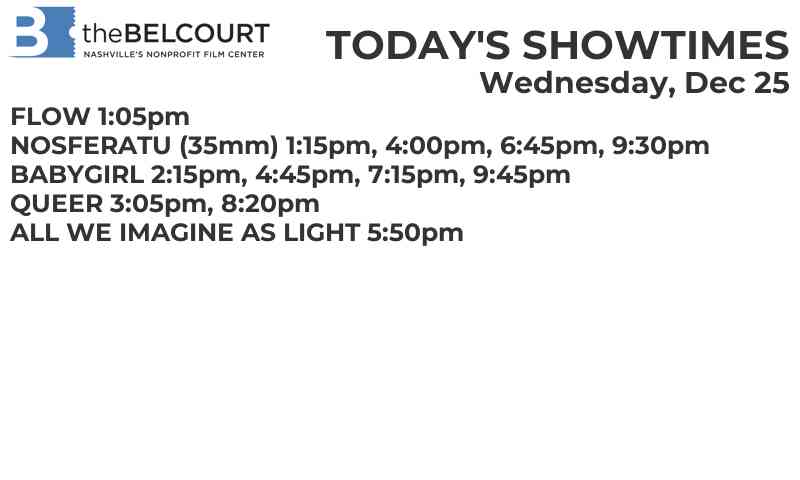 B theBELCOURT
NASHVILLE'S NONPROFIT FILM CENTER
TODAY'S SHOWTIMES
Wednesday, Dec 25
FLOW 1:05pm
NOSFERATU (35mm) 1:15pm, 4:00pm, 6:45pm, 9:30pm
BABYGIRL 2:15pm, 4:45pm, 7:15pm, 9:45pm
QUEER 3:05pm, 8:20pm
ALL WE IMAGINE AS LIGHT 5:50pm